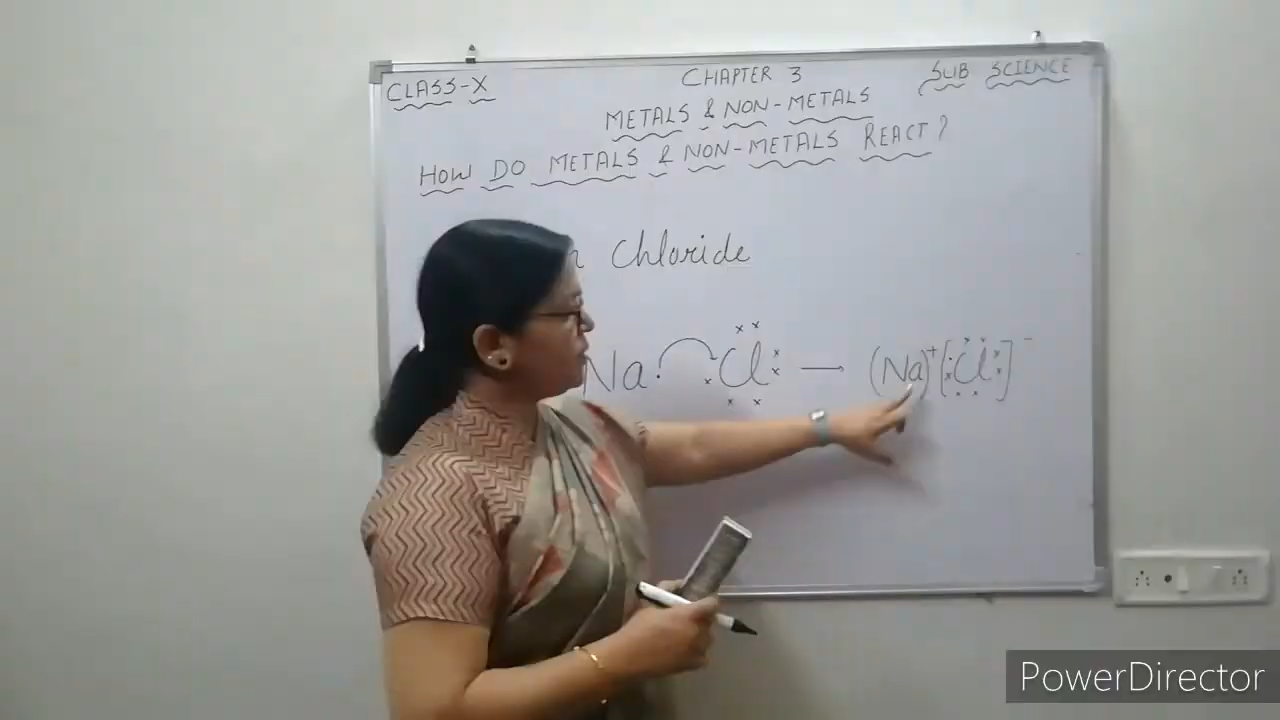 CLASS-X
CHAPTER 3
SUB SCIENCE
METALS & NON-METALS
HOW DO METALS & NON-METALS REACT?
Chloride
Na Cl → (Na)+ [Cl]-
PowerDirector